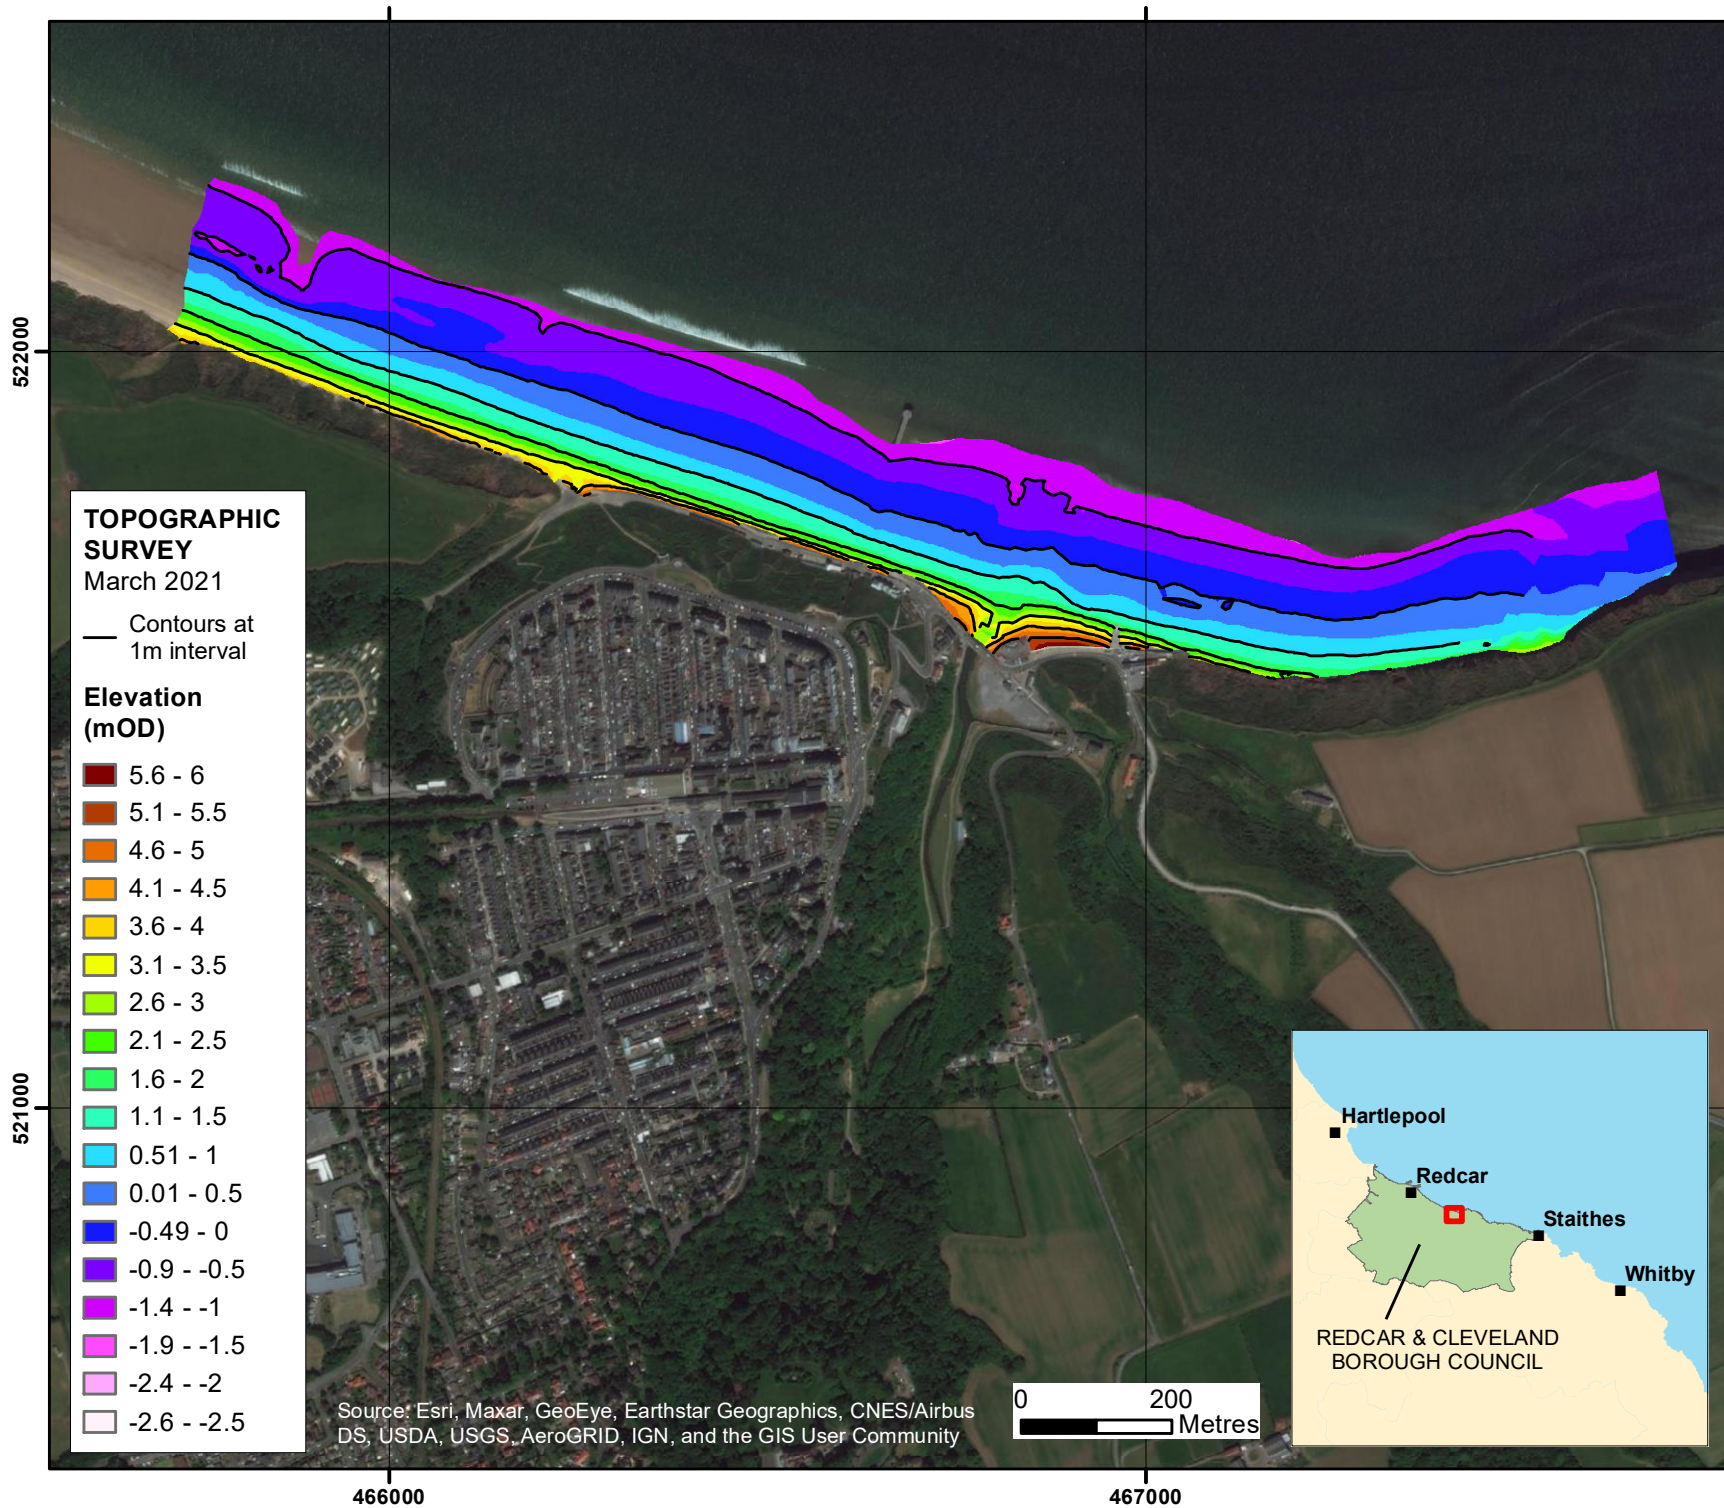 522000
521000
466000
467000
TOPOGRAPHIC
SURVEY
March 2021
Contours at
1m interval
Elevation
(mOD)
5.6 - 6
5.1 - 5.5
4.6 - 5
4.1 - 4.5
3.6 - 4
3.1 - 3.5
2.6 - 3
2.1 - 2.5
1.6 - 2
1.1 - 1.5
0.51 - 1
0.01 - 0.5
-0.49 - 0
-0.9 - -0.5
-1.4 - -1
-1.9 - -1.5
-2.4 - -2
-2.6 - -2.5
Source: Esri, Maxar, GeoEye, Earthstar Geographics, CNES/Airbus
DS, USDA, USGS, AeroGRID, IGN, and the GIS User Community
0 200
Metres
Hartlepool
Redcar
Staithes
Whitby
REDCAR & CLEVELAND
BOROUGH COUNCIL